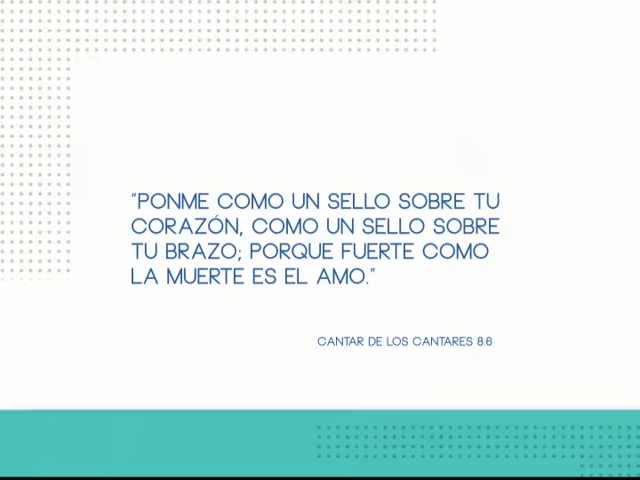 "PONME COMO UN SELLO SOBRE TU
CORAZÓN, COMO UN SELLO SOBRE
TU BRAZO; PORQUE FUERTE COMO
LA MUERTE ES EL AMO."
CANTAR DE LOS CANTARES 8:6